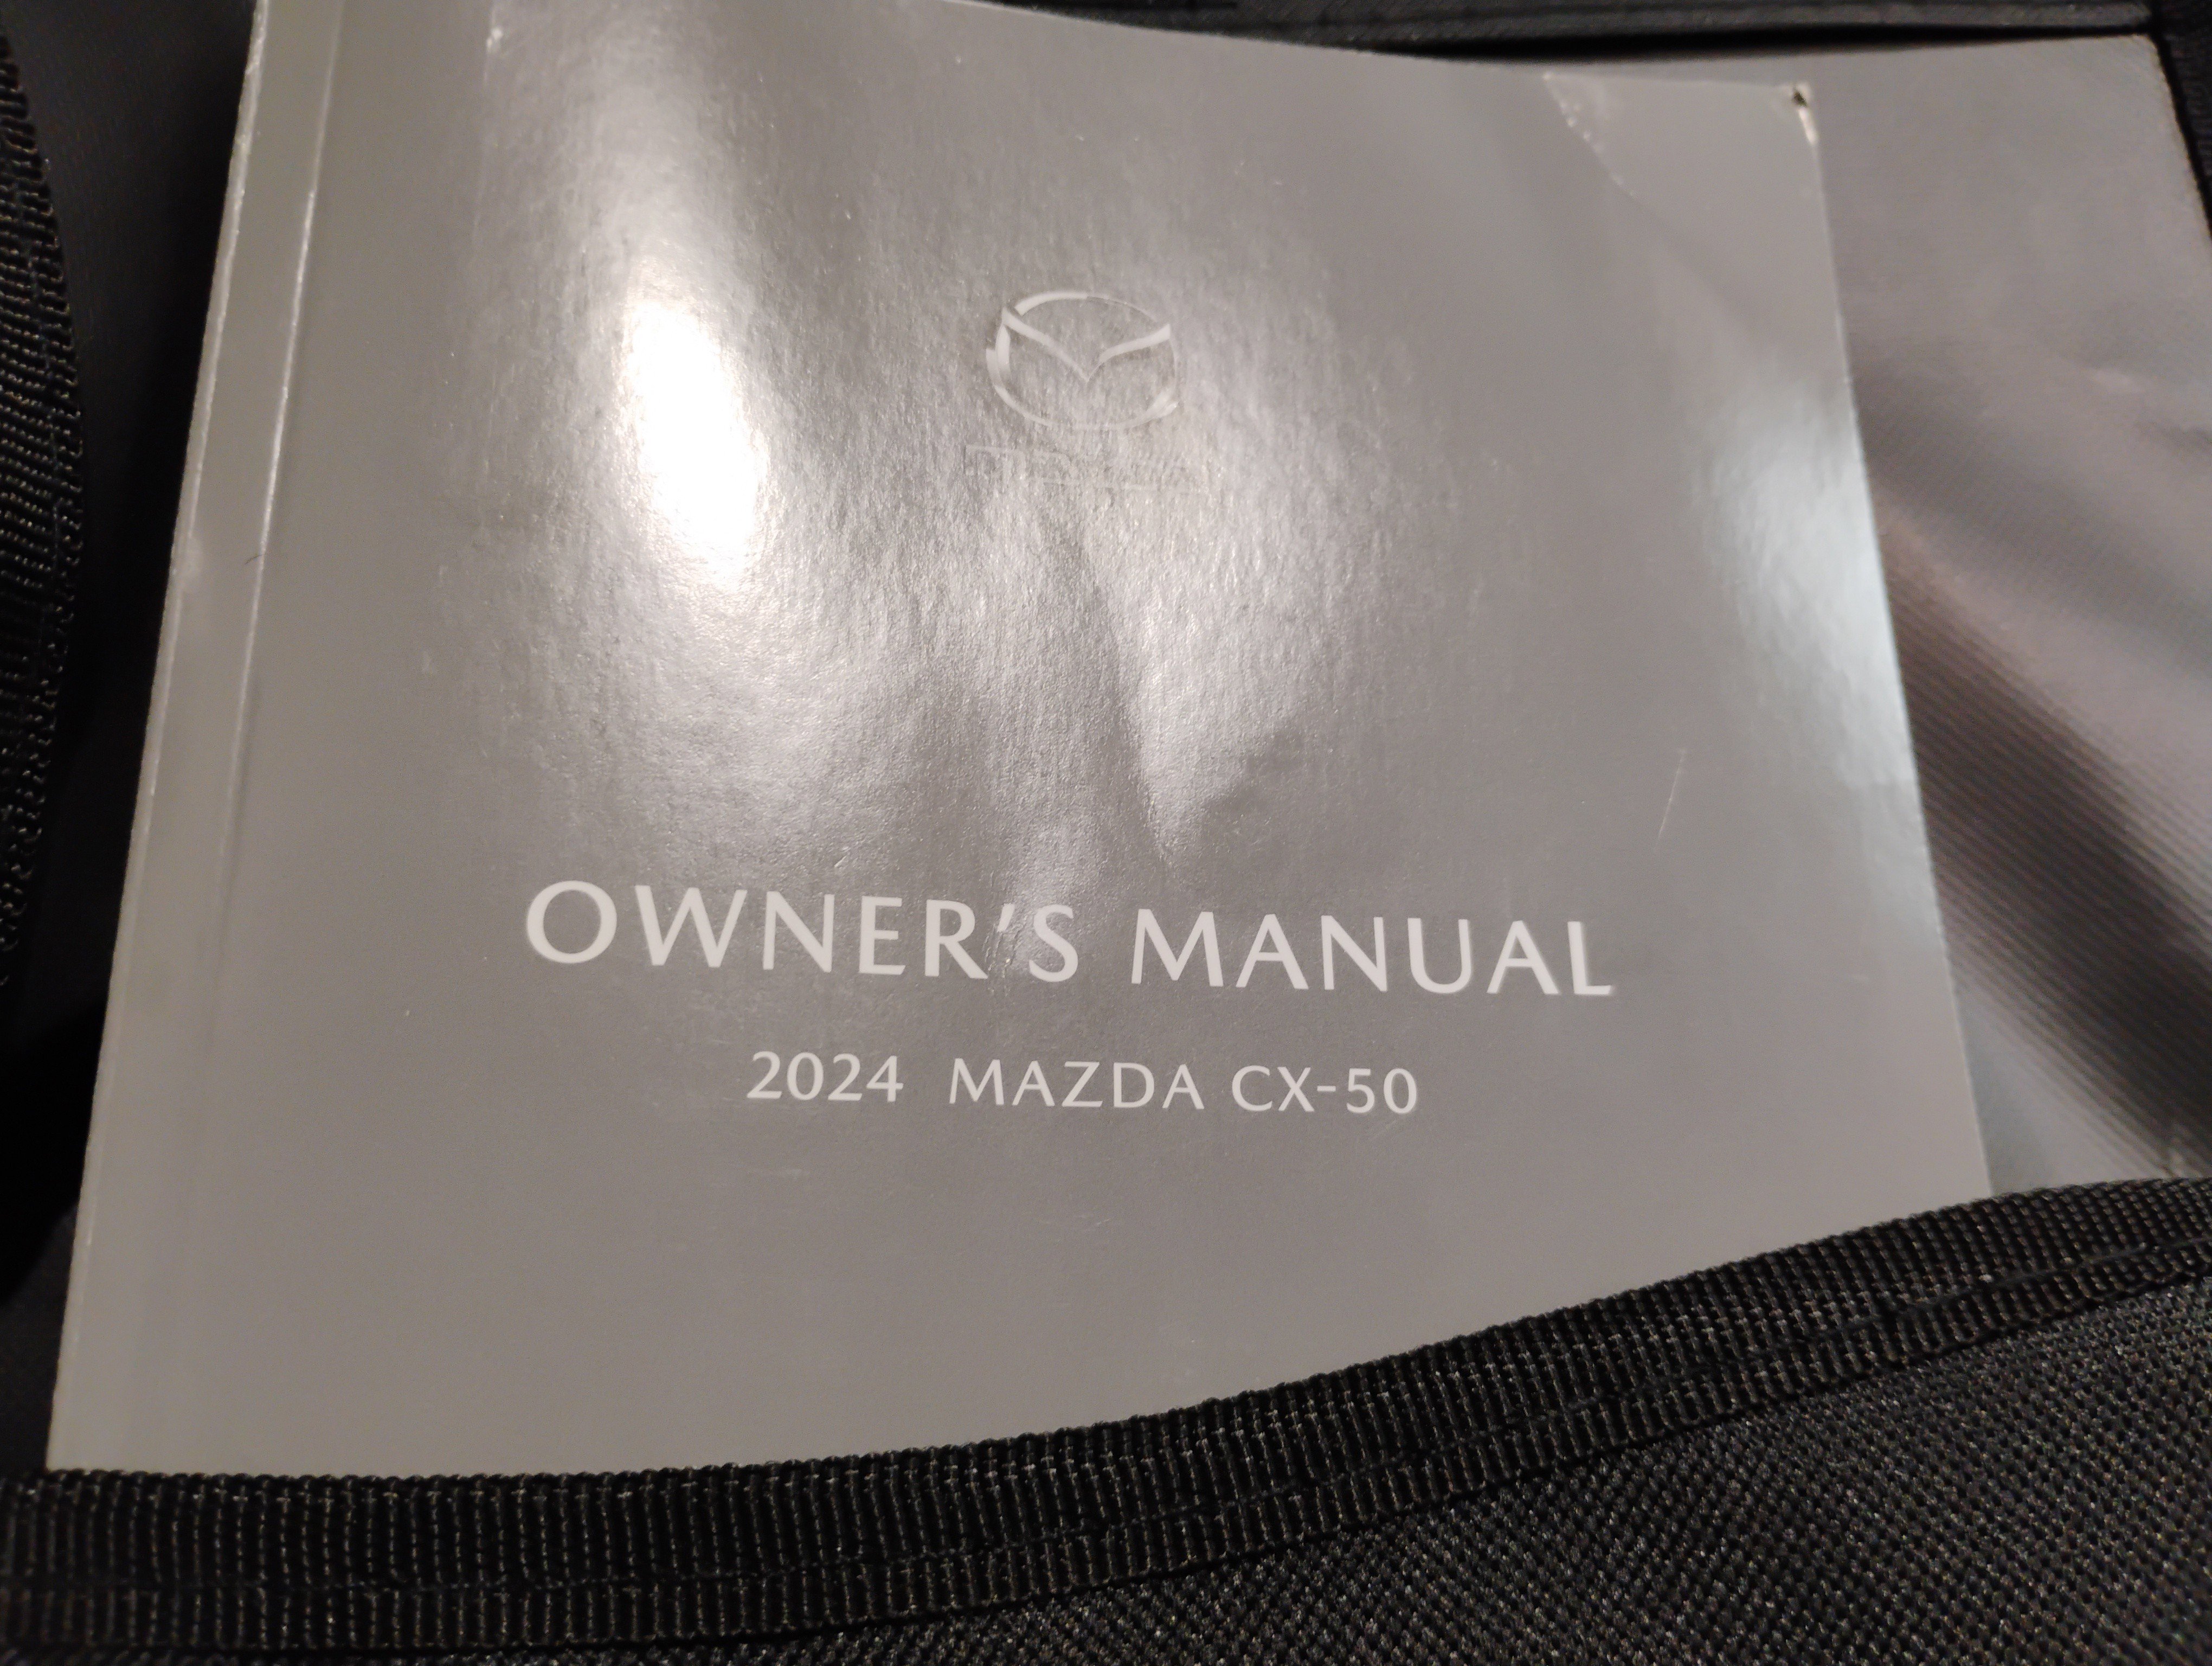 OWNER'S MANUAL
2024 MAZDA CX-50